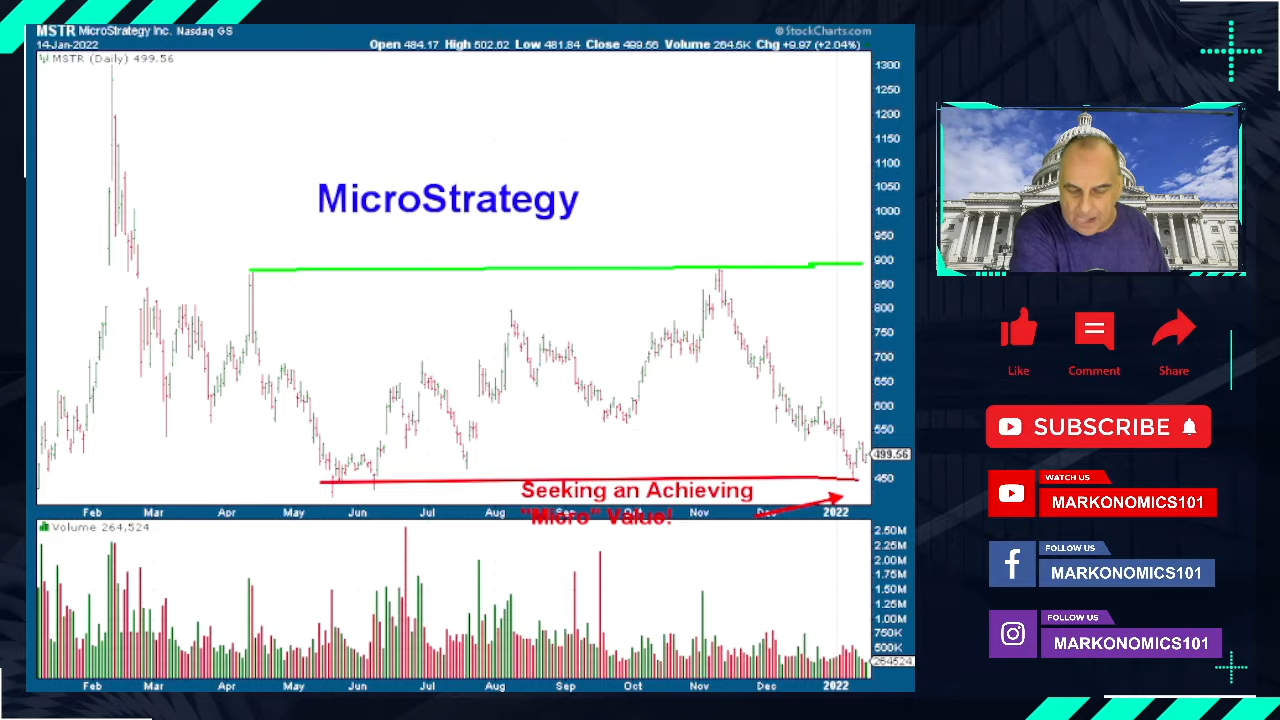 MSTR MicroStrategy Inc. Nasdaq GS
© StockCharts.com
14-Jan-2022
Open 484.17 High 502.62 Low 481.84 Close 499.56 Volume 264.5K Chg +9.97 (+2.04%)
MSTR (Daily) 499.56
1300
1250
1200
1150
1100
1050
1000
950
900
850
800
750
700
650
600
550
499.56
450
MicroStrategy
Seeking an Achieving
"Micro" Value!
Feb Mar Apr May Jun Jul Aug Sep Oct Nov Dec 2022
Volume 264,524
2.50M
2.25M
2.00M
1.75M
1.50M
1.25M
1.00M
750K
500K
264524
Feb Mar Apr May Jun Jul Aug Sep Oct Nov Dec 2022
Like Comment Share
SUBSCRIBE
WATCH US
MARKONOMICS101
FOLLOW US
MARKONOMICS101
FOLLOW US
MARKONOMICS101